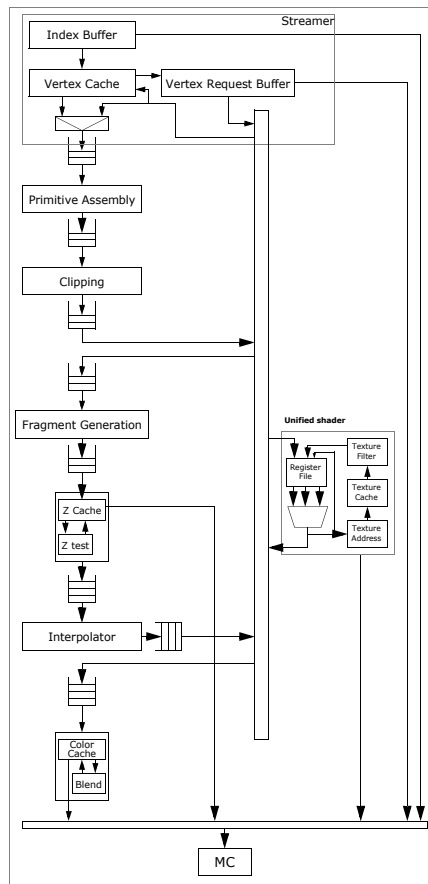 Streamer
Index Buffer
Vertex Cache
Vertex Request Buffer
Primitive Assembly
Clipping
Fragment Generation
Unified shader
Register
File
Texture
Filter
Texture
Cache
Texture
Address
Z Cache
Z test
Interpolator
Color
Cache
Blend
MC